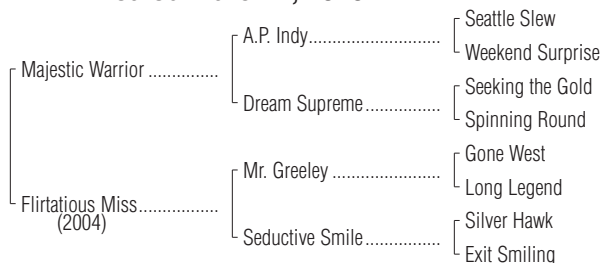 Seattle Slew
A.P. Indy..............................
Weekend Surprise
Majestic Warrior ................
Seeking the Gold
Dream Supreme.................
Spinning Round
Gone West
Mr. Greeley ........................
Long Legend
Flirtatious Miss..................
(2004)
Silver Hawk
Seductive Smile.................
Exit Smiling